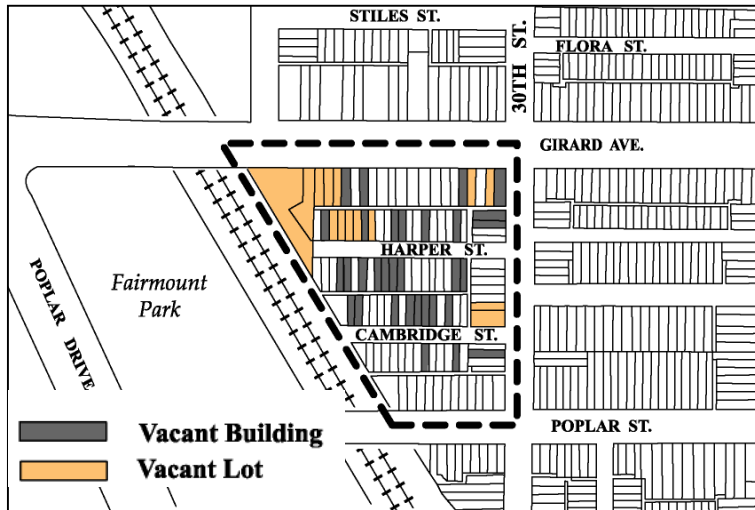 STILES ST.
30TH ST.
FLORA ST.
GIRARD AVE.
HARPER ST.
Fairmount
Park
POPLAR DRIVE
CAMBRIDGE ST.
POPLAR ST.
Vacant Building
Vacant Lot